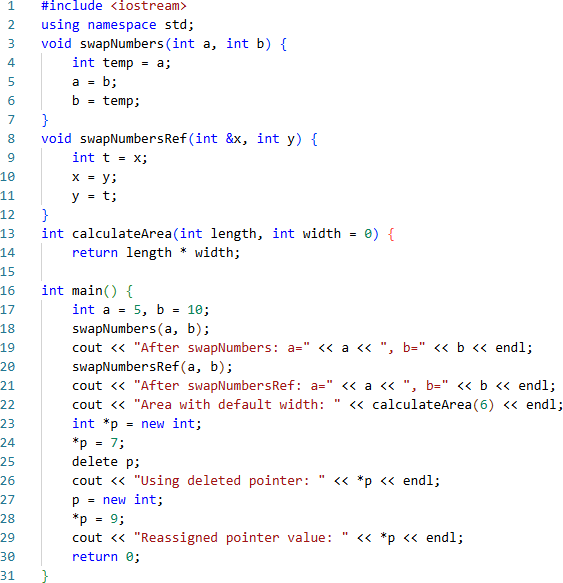 1 #include <iostream>
2 using namespace std;
3 void swapNumbers(int a, int b) {
4     int temp = a;
5     a = b;
6     b = temp;
7 }
8 void swapNumbersRef(int &x, int y) {
9     int t = x;
10     x = y;
11     y = t;
12 }
13 int calculateArea(int length, int width = 0) {
14     return length * width;
15
16 int main() {
17     int a = 5, b = 10;
18     swapNumbers(a, b);
19     cout << "After swapNumbers: a=" << a << ", b=" << b << endl;
20     swapNumbersRef(a, b);
21     cout << "After swapNumbersRef: a=" << a << ", b=" << b << endl;
22     cout << "Area with default width: " << calculateArea(6) << endl;
23     int *p = new int;
24     *p = 7;
25     delete p;
26     cout << "Using deleted pointer: " << *p << endl;
27     p = new int;
28     *p = 9;
29     cout << "Reassigned pointer value: " << *p << endl;
30     return 0;
31 }